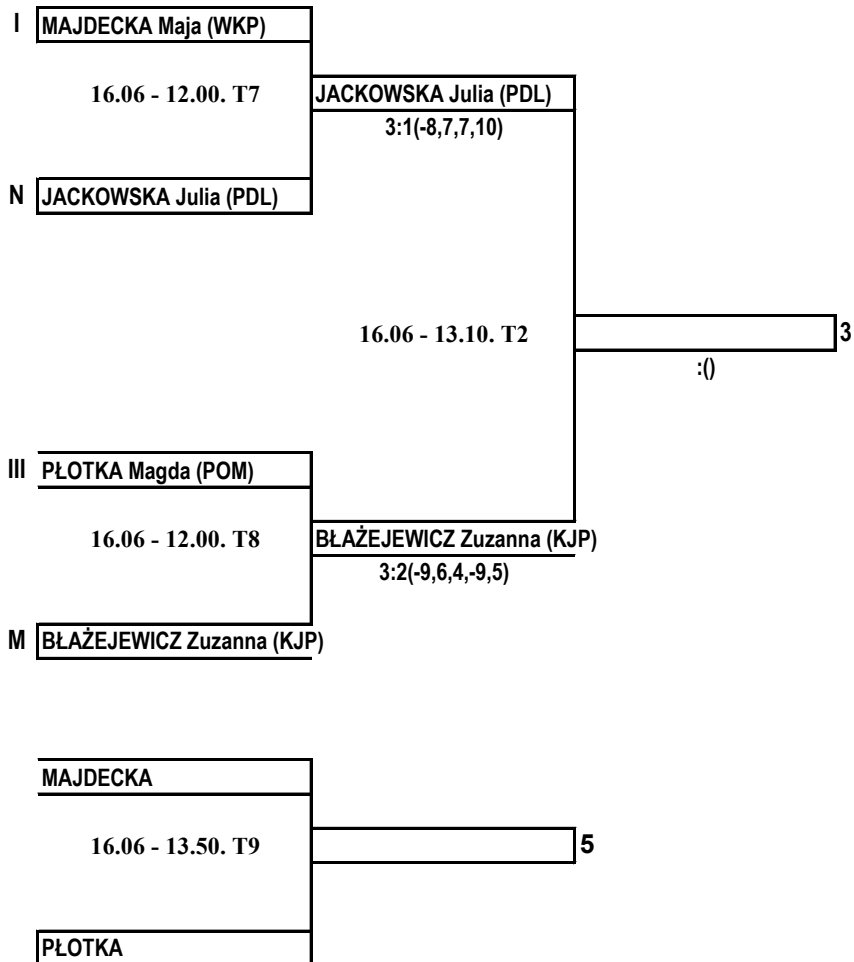 I MAJDECKA Maja (WKP)
16.06 - 12.00. T7
JACKOWSKA Julia (PDL)
3:1(-8,7,7,10)
N JACKOWSKA Julia (PDL)
16.06 - 13.10. T2
3
:()
III PŁOTKA Magda (POM)
16.06 - 12.00. T8
BŁAŻEJEWICZ Zuzanna (KJP)
3:2(-9,6,4,-9,5)
M BŁAŻEJEWICZ Zuzanna (KJP)
MAJDECKA
16.06 - 13.50. T9
5
PŁOTKA